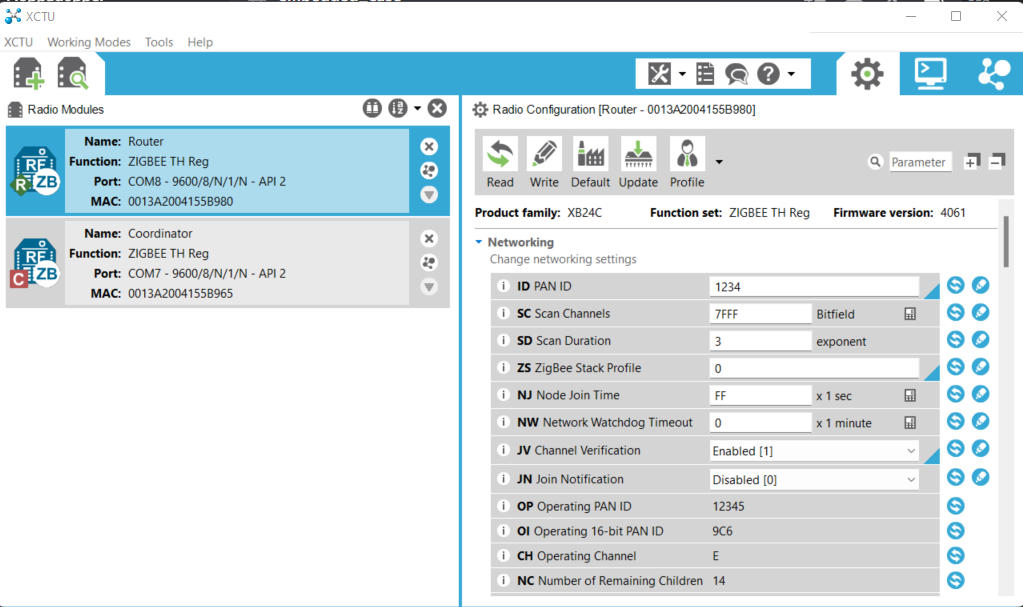 XCTU
XCTU Working Modes Tools Help
Radio Modules
Name: Router
Function: ZIGBEE TH Reg
Port: COM8 - 9600/8/N/1/N - API 2
MAC: 0013A2004155B980
RF
R ZB
Name: Coordinator
Function: ZIGBEE TH Reg
Port: COM7 - 9600/8/N/1/N - API 2
MAC: 0013A2004155B965
RF
C ZB
Radio Configuration [Router - 0013A2004155B980]
Read Write Default Update Profile
Parameter
Product family: XB24C Function set: ZIGBEE TH Reg Firmware version: 4061
Networking
Change networking settings
i ID PAN ID 1234
i SC Scan Channels 7FFF Bitfield
i SD Scan Duration 3 exponent
i ZS ZigBee Stack Profile 0
i NJ Node Join Time FF x 1 sec
i NW Network Watchdog Timeout 0 x 1 minute
i JV Channel Verification Enabled [1]
i JN Join Notification Disabled [0]
i OP Operating PAN ID 12345
i OI Operating 16-bit PAN ID 9C6
i CH Operating Channel E
i NC Number of Remaining Children 14